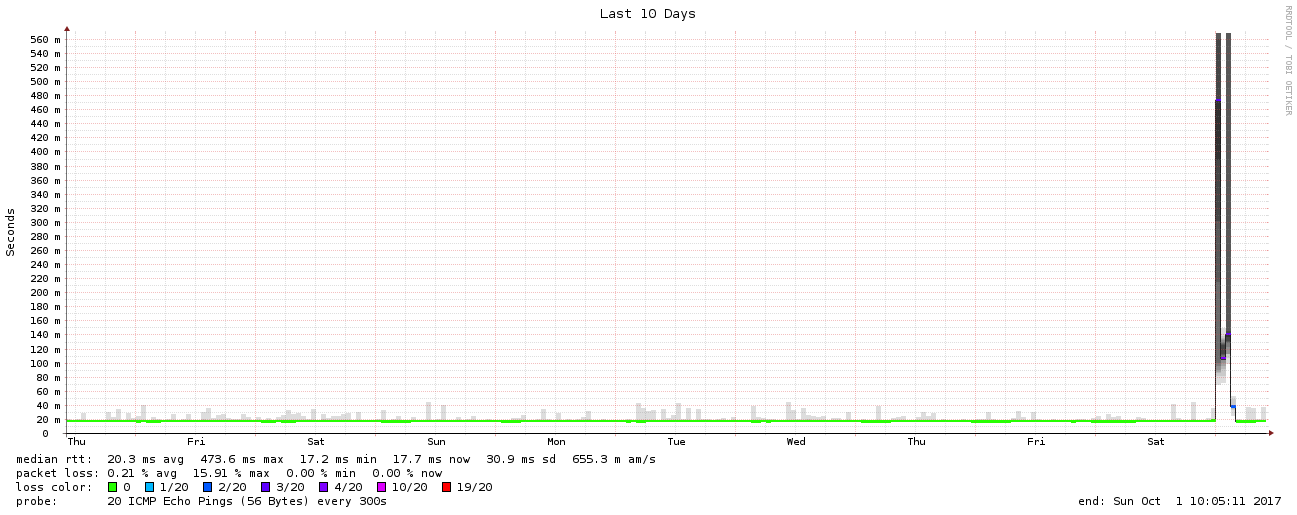 Last 10 Days
RRDTOOL / TOBI OETIKER
Seconds
560 m
540 m
520 m
500 m
480 m
460 m
440 m
420 m
400 m
380 m
360 m
340 m
320 m
300 m
280 m
260 m
240 m
220 m
200 m
180 m
160 m
140 m
120 m
100 m
80 m
60 m
40 m
20 m
0
Thu Fri Sat Sun Mon Tue Wed Thu Fri Sat
median rtt: 20.3 ms avg 473.6 ms max 17.2 ms min 17.7 ms now 30.9 ms sd 655.3 m am/s
packet loss: 0.21 % avg 15.91 % max 0.00 % min 0.00 % now
loss color: 0 1/20 2/20 3/20 4/20 10/20 19/20
probe: 20 ICMP Echo Pings (56 Bytes) every 300s end: Sun Oct 1 10:05:11 2017